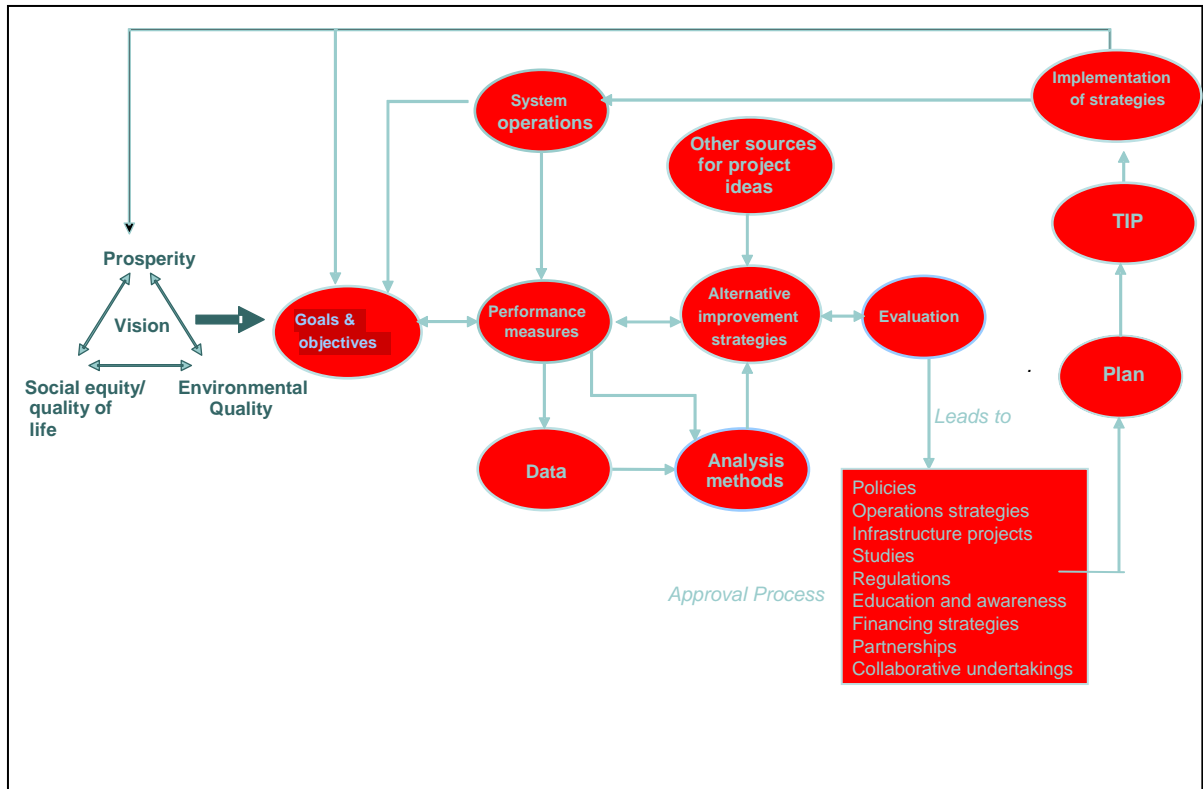 Implementation
of strategies
System
operations
Other sources
for project
ideas
TIP
Prosperity
Vision
Social equity/
quality of
life
Environmental
Quality
Goals &
objectives
Performance
measures
Alternative
improvement
strategies
Evaluation
Plan
Leads to
Data
Analysis
methods
Policies
Operations strategies
Infrastructure projects
Studies
Regulations
Education and awareness
Financing strategies
Partnerships
Collaborative undertakings
Approval Process